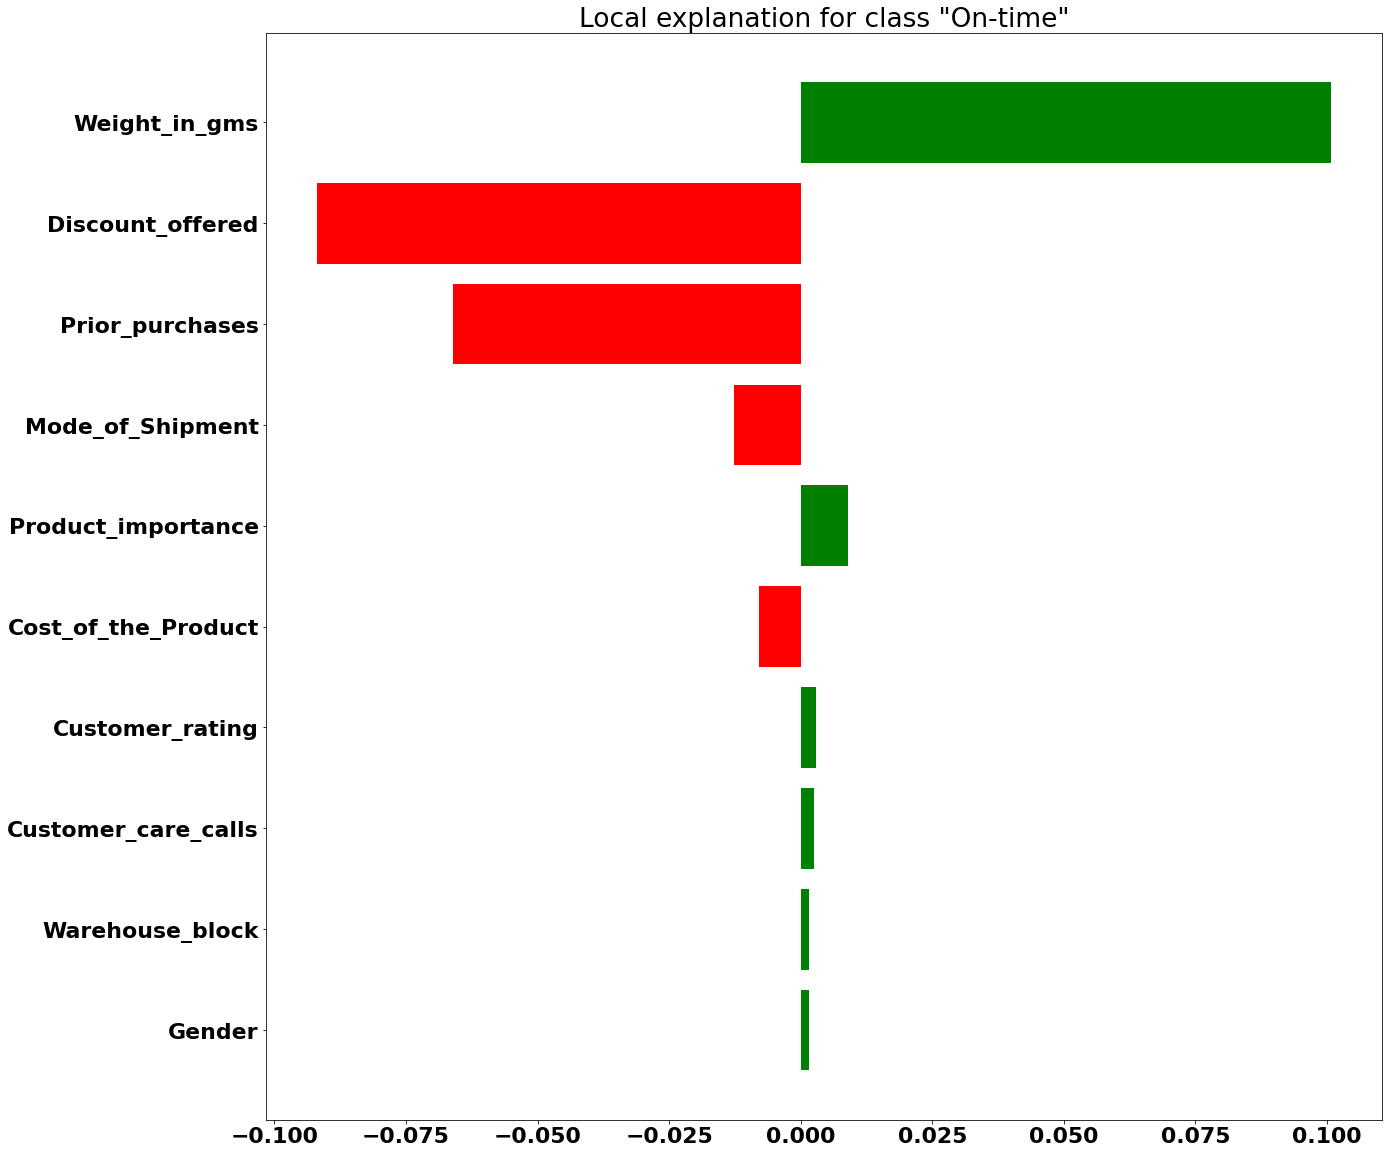 Local explanation for class "On-time"
Weight_in_gms
Discount_offered
Prior_purchases
Mode_of_Shipment
Product_importance
Cost_of_the_Product
Customer_rating
Customer_care_calls
Warehouse_block
Gender
−0.100 −0.075 −0.050 −0.025 0.000 0.025 0.050 0.075 0.100